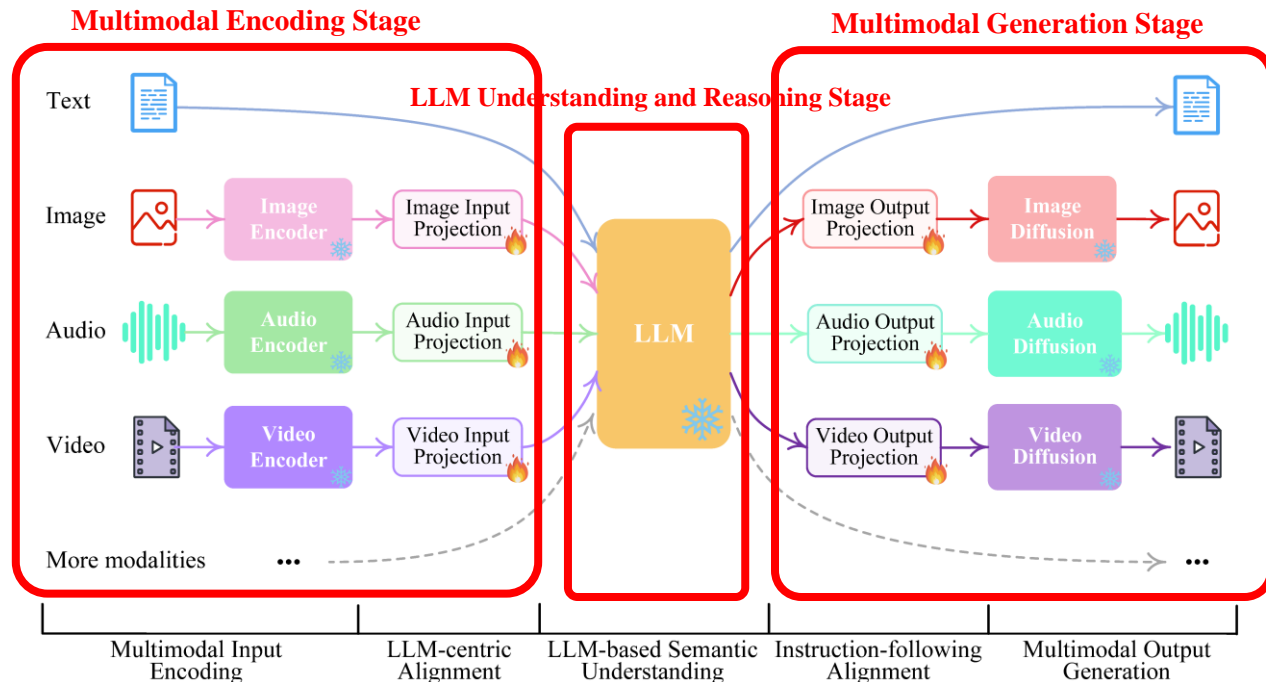 Multimodal Encoding Stage
Multimodal Generation Stage
LLM Understanding and Reasoning Stage
Text
Image
Image
Encoder
Image Input
Projection
Image Output
Projection
Image
Diffusion
Audio
Audio
Encoder
Audio Input
Projection
LLM
Audio Output
Projection
Audio
Diffusion
Video
Video
Encoder
Video Input
Projection
Video Output
Projection
Video
Diffusion
More modalities
...
...
Multimodal Input
Encoding
LLM-centric
Alignment
LLM-based Semantic
Understanding
Instruction-following
Alignment
Multimodal Output
Generation